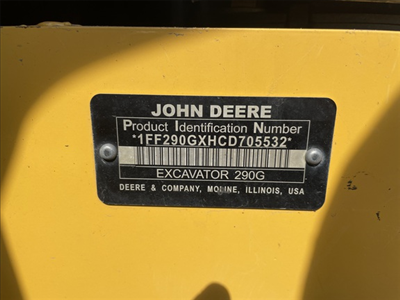 JOHN DEERE
Product Identification Number
*1FF290GXHCD705532*
EXCAVATOR 290G
DEERE & COMPANY, MOLINE, ILLINOIS, USA